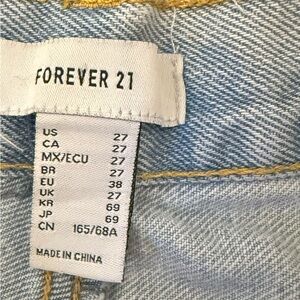 FOREVER 21
US 27
CA 27
MX/ECU 27
BR 27
EU 38
UK 27
KR 69
JP 69
CN 165/68A
MADE IN CHINA